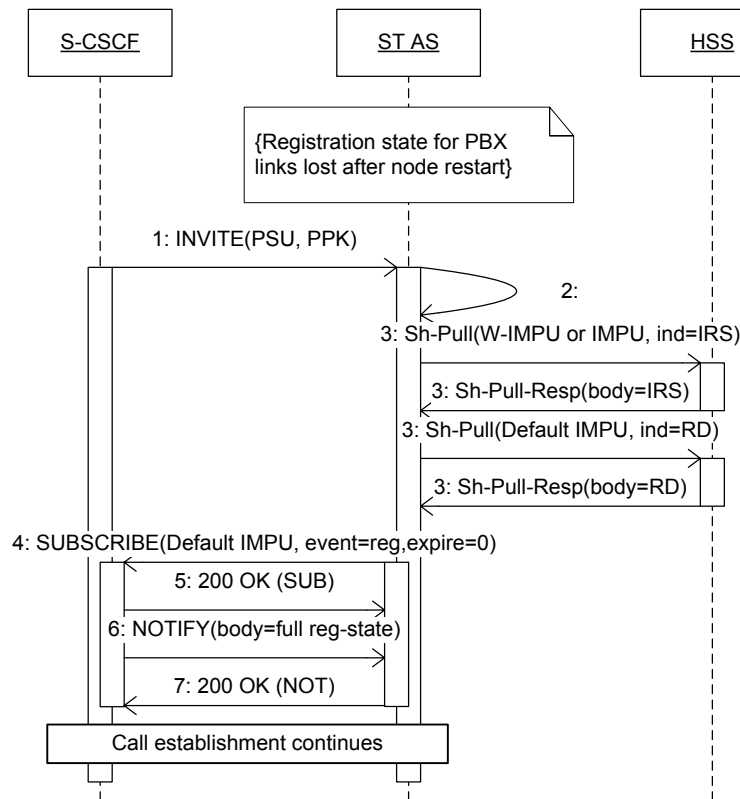 S-CSCF
ST AS
HSS
{Registration state for PBX
links lost after node restart}
1: INVITE(PSU, PPK)
2:
3: Sh-Pull(W-IMPU or IMPU, ind=IRS)
3: Sh-Pull-Resp(body=IRS)
3: Sh-Pull(Default IMPU, ind=RD)
3: Sh-Pull-Resp(body=RD)
4: SUBSCRIBE(Default IMPU, event=reg,expire=0)
5: 200 OK (SUB)
6: NOTIFY(body=full reg-state)
7: 200 OK (NOT)
Call establishment continues